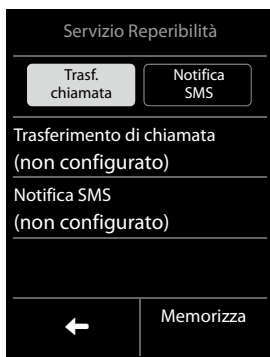 Servizio Reperibilità
Trasf.
chiamata
Notifica
SMS
Trasferimento di chiamata
(non configurato)
Notifica SMS
(non configurato)
Memorizza